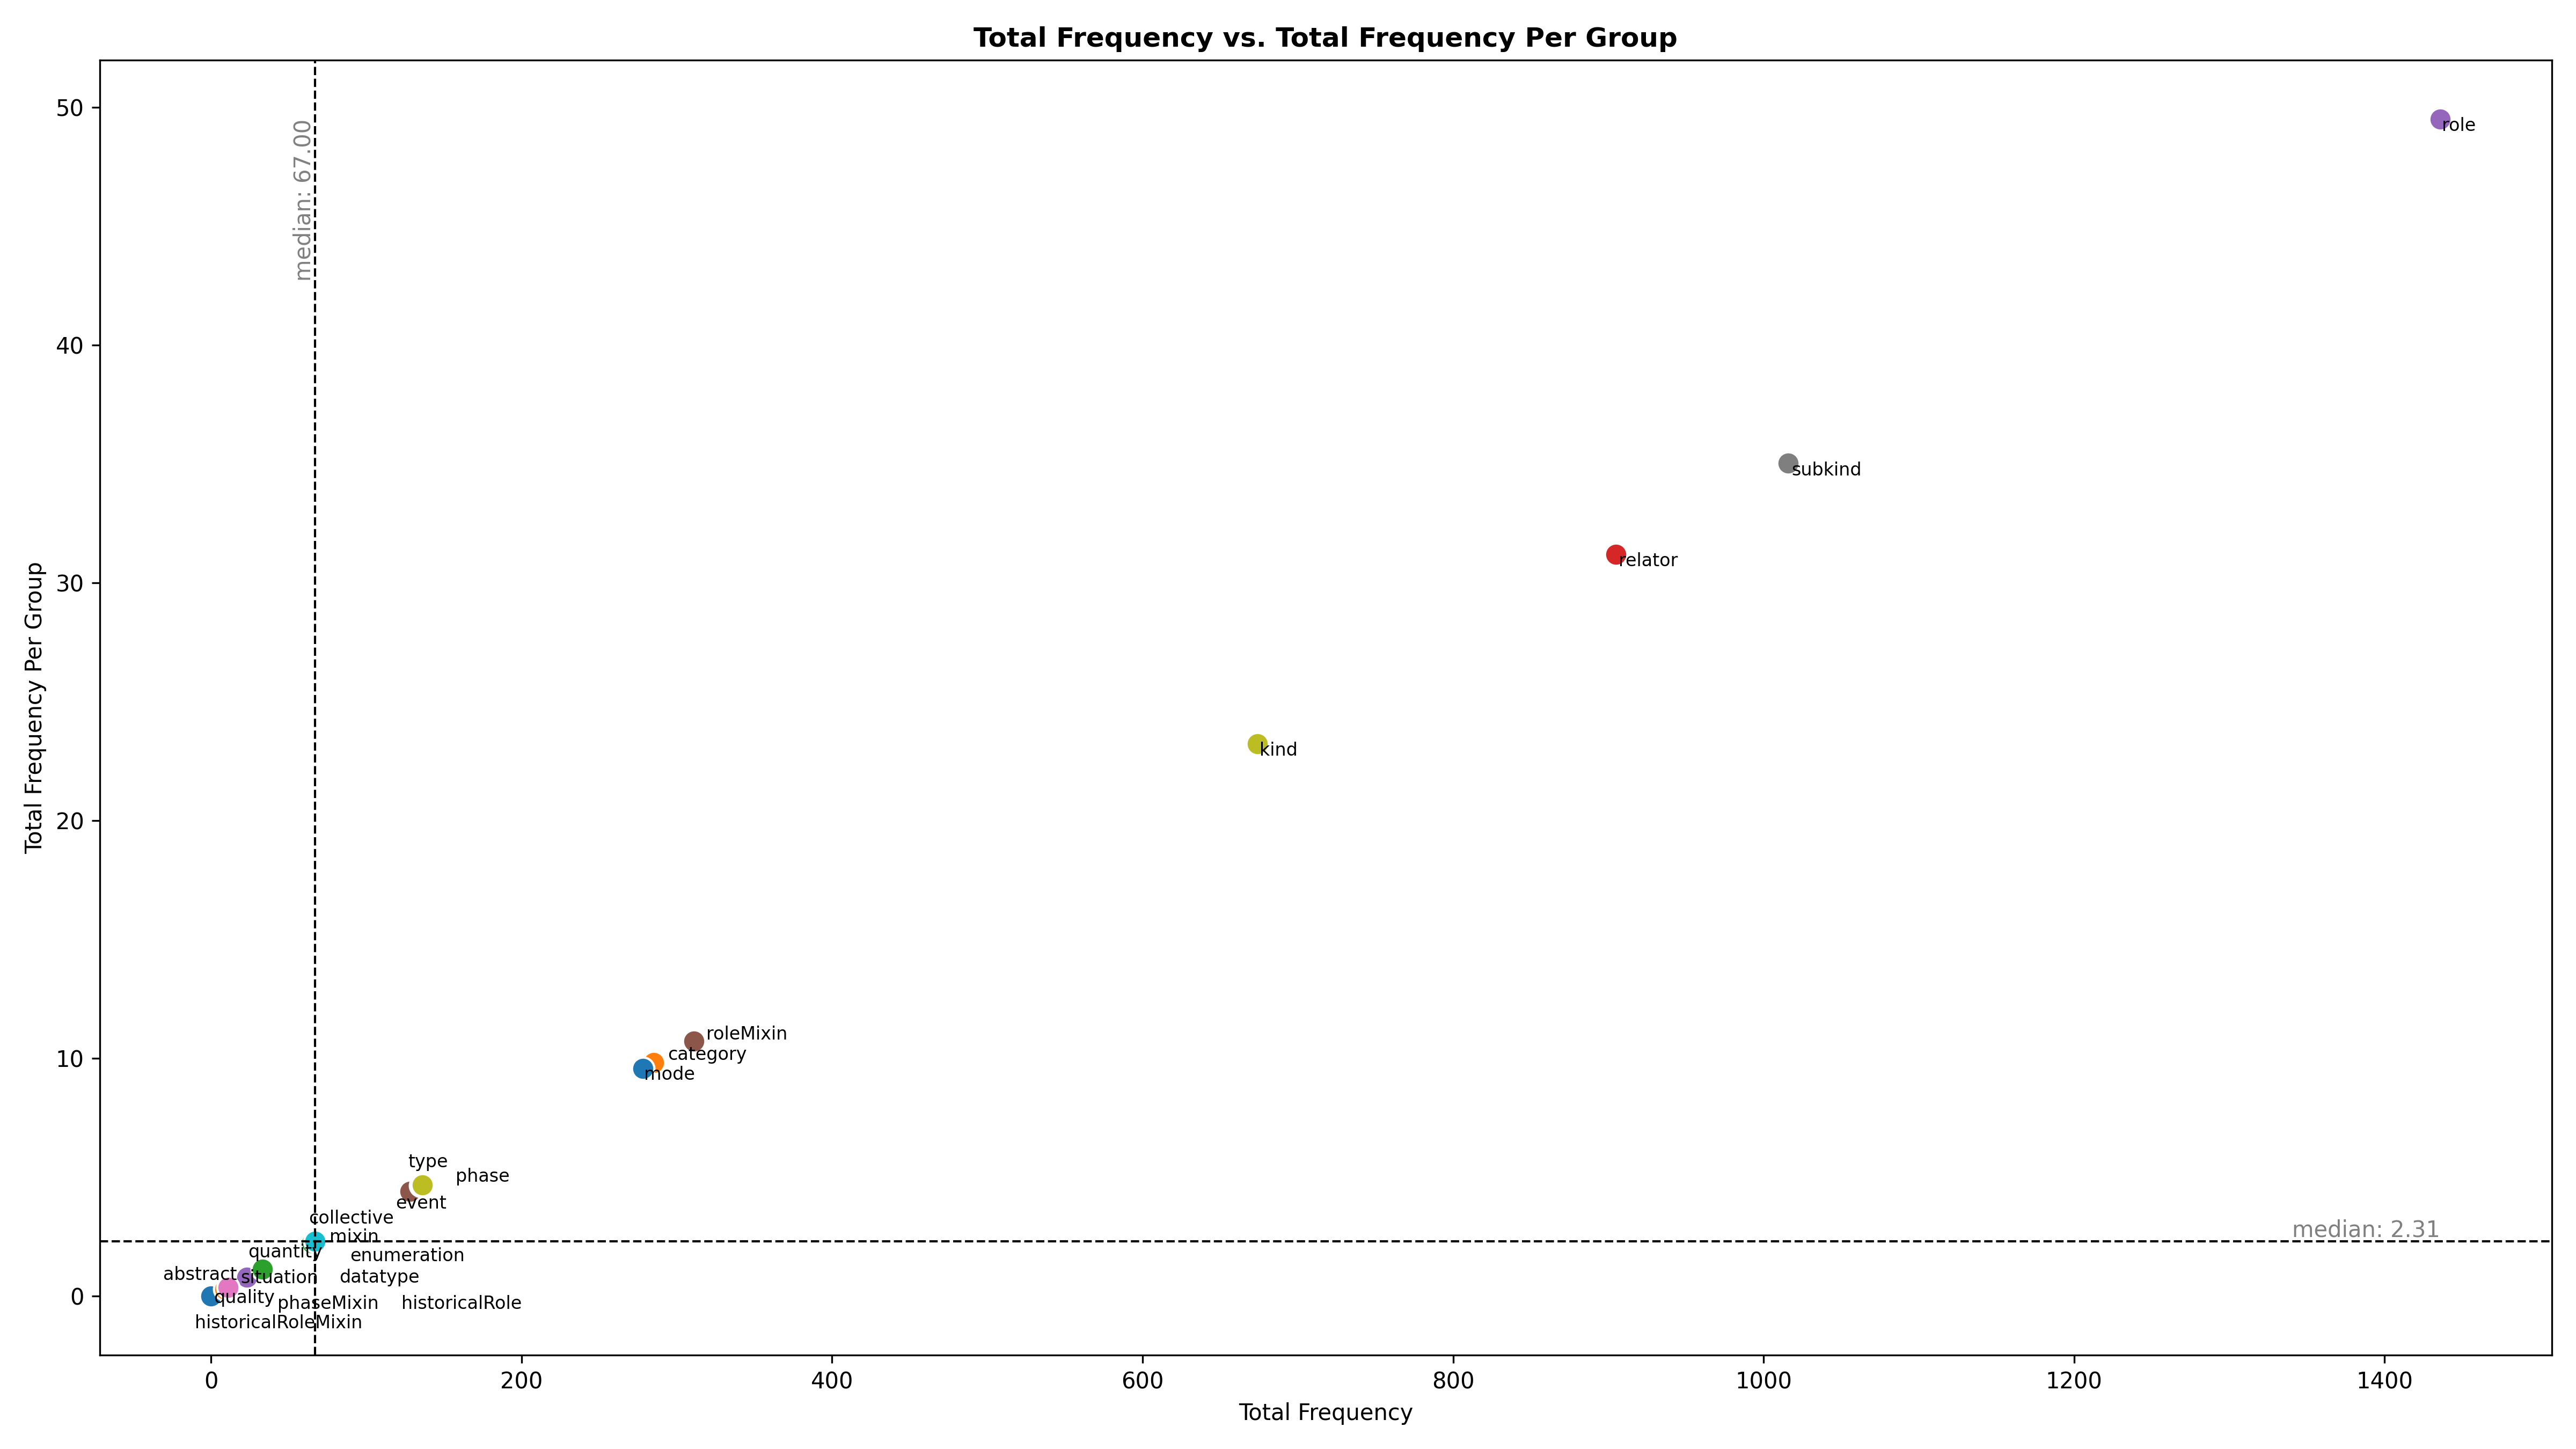 Total Frequency vs. Total Frequency Per Group
50
40
30
20
10
0
Total Frequency Per Group
median: 67.00
role
subkind
relator
kind
roleMixin
category
mode
type
phase
event
collective
mixin
median: 2.31
quantity
enumeration
abstract
situation
datatype
quality
phaseMixin
historicalRole
historicalRoleMixin
0
200
400
600
800
1000
1200
1400
Total Frequency